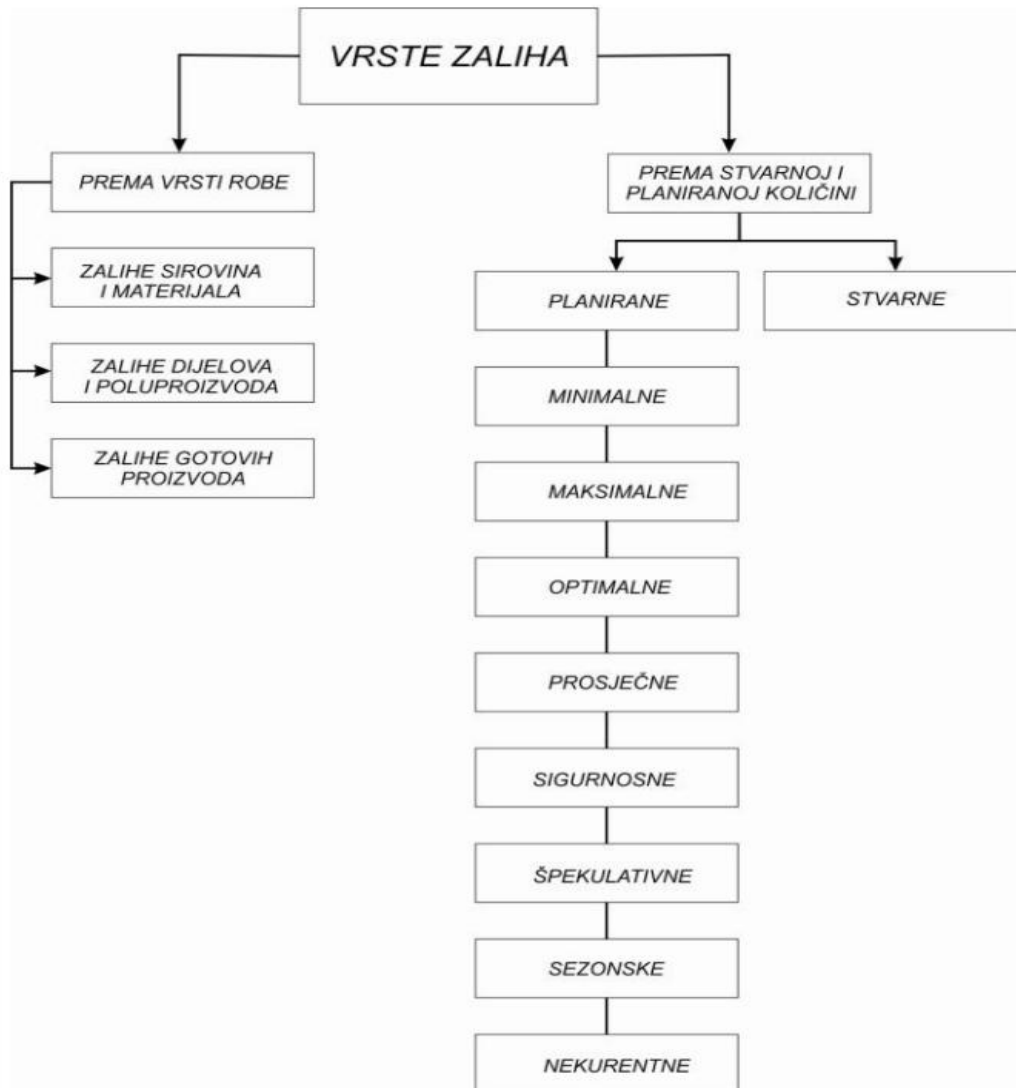 VRSTE ZALIHA
PREMA VRSTI ROBE
ZALIHE SIROVINA
I MATERIJALA
ZALIHE DIJELOVA
I POLUPROIZVODA
ZALIHE GOTOVIH
PROIZVODA
PREMA STVARNOJ I
PLANIRANOJ KOLIČINI
PLANIRANE
STVARNE
MINIMALNE
MAKSIMALNE
OPTIMALNE
PROSJEČNE
SIGURNOSNE
ŠPEKULATIVNE
SEZONSKE
NEKURENTNE